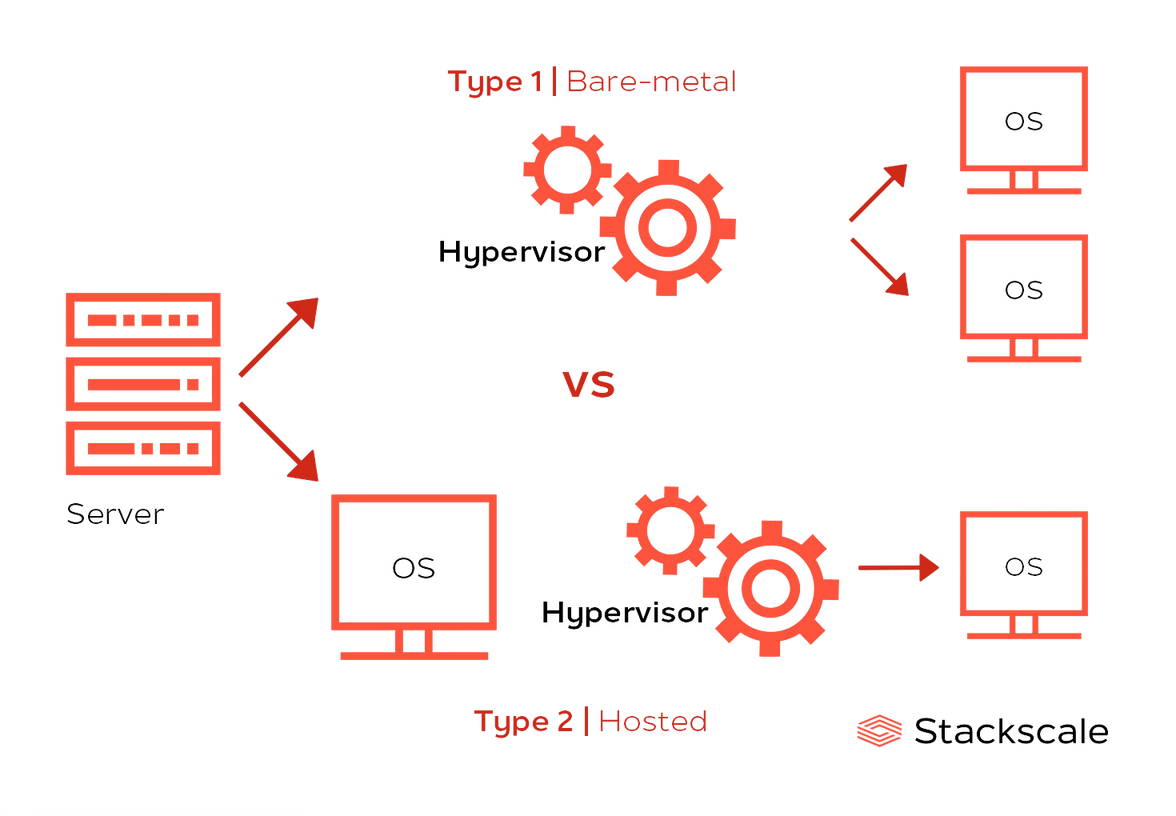 Type 1 | Bare-metal
OS
Hypervisor
OS
VS
Server
OS
Hypervisor
OS
Type 2 | Hosted
Stackscale